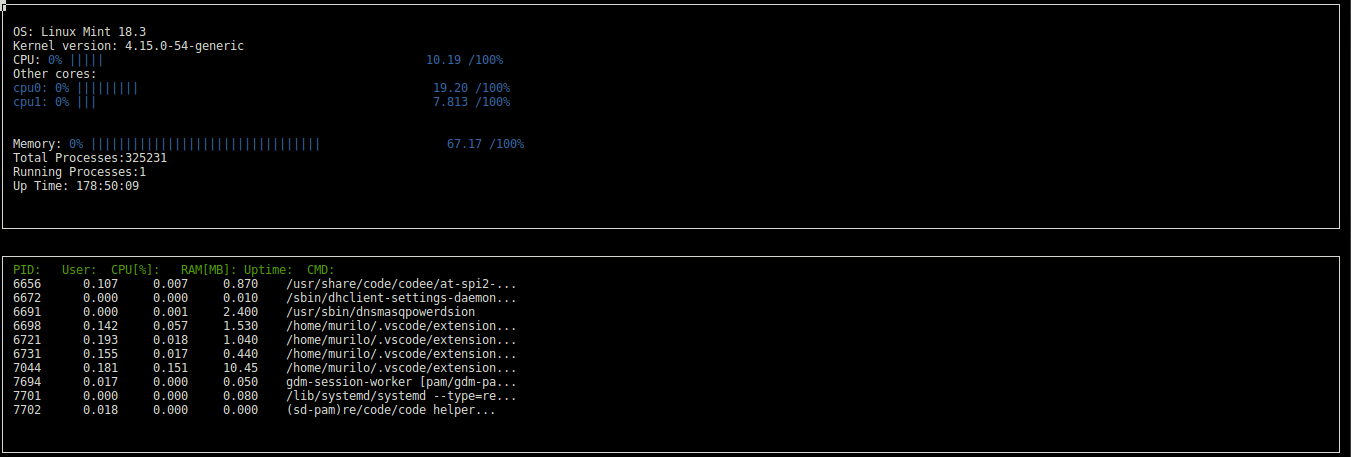 OS: Linux Mint 18.3
Kernel version: 4.15.0-54-generic
CPU: 0% ||||| 10.19 /100%
Other cores:
cpu0: 0% ||||||||| 19.20 /100%
cpu1: 0% ||| 7.813 /100%
Memory: 0% ||||||||||||||||||||||||||||||||| 67.17 /100%
Total Processes:325231
Running Processes:1
Up Time: 178:50:09
PID: User: CPU[%]: RAM[MB]: Uptime: CMD:
6656 0.107 0.007 0.870 /usr/share/code/codee/at-spi2-...
6672 0.000 0.000 0.010 /sbin/dhclient-settings-daemon...
6691 0.000 0.001 2.400 /usr/sbin/dnsmasqpowerdsion
6698 0.142 0.057 1.530 /home/murilo/.vscode/extension...
6721 0.193 0.018 1.040 /home/murilo/.vscode/extension...
6731 0.155 0.017 0.440 /home/murilo/.vscode/extension...
7044 0.181 0.151 10.45 /home/murilo/.vscode/extension...
7694 0.017 0.000 0.050 gdm-session-worker [pam/gdm-pa...
7701 0.000 0.000 0.080 /lib/systemd/systemd --type=re...
7702 0.018 0.000 0.000 (sd-pam)re/code/code helper...